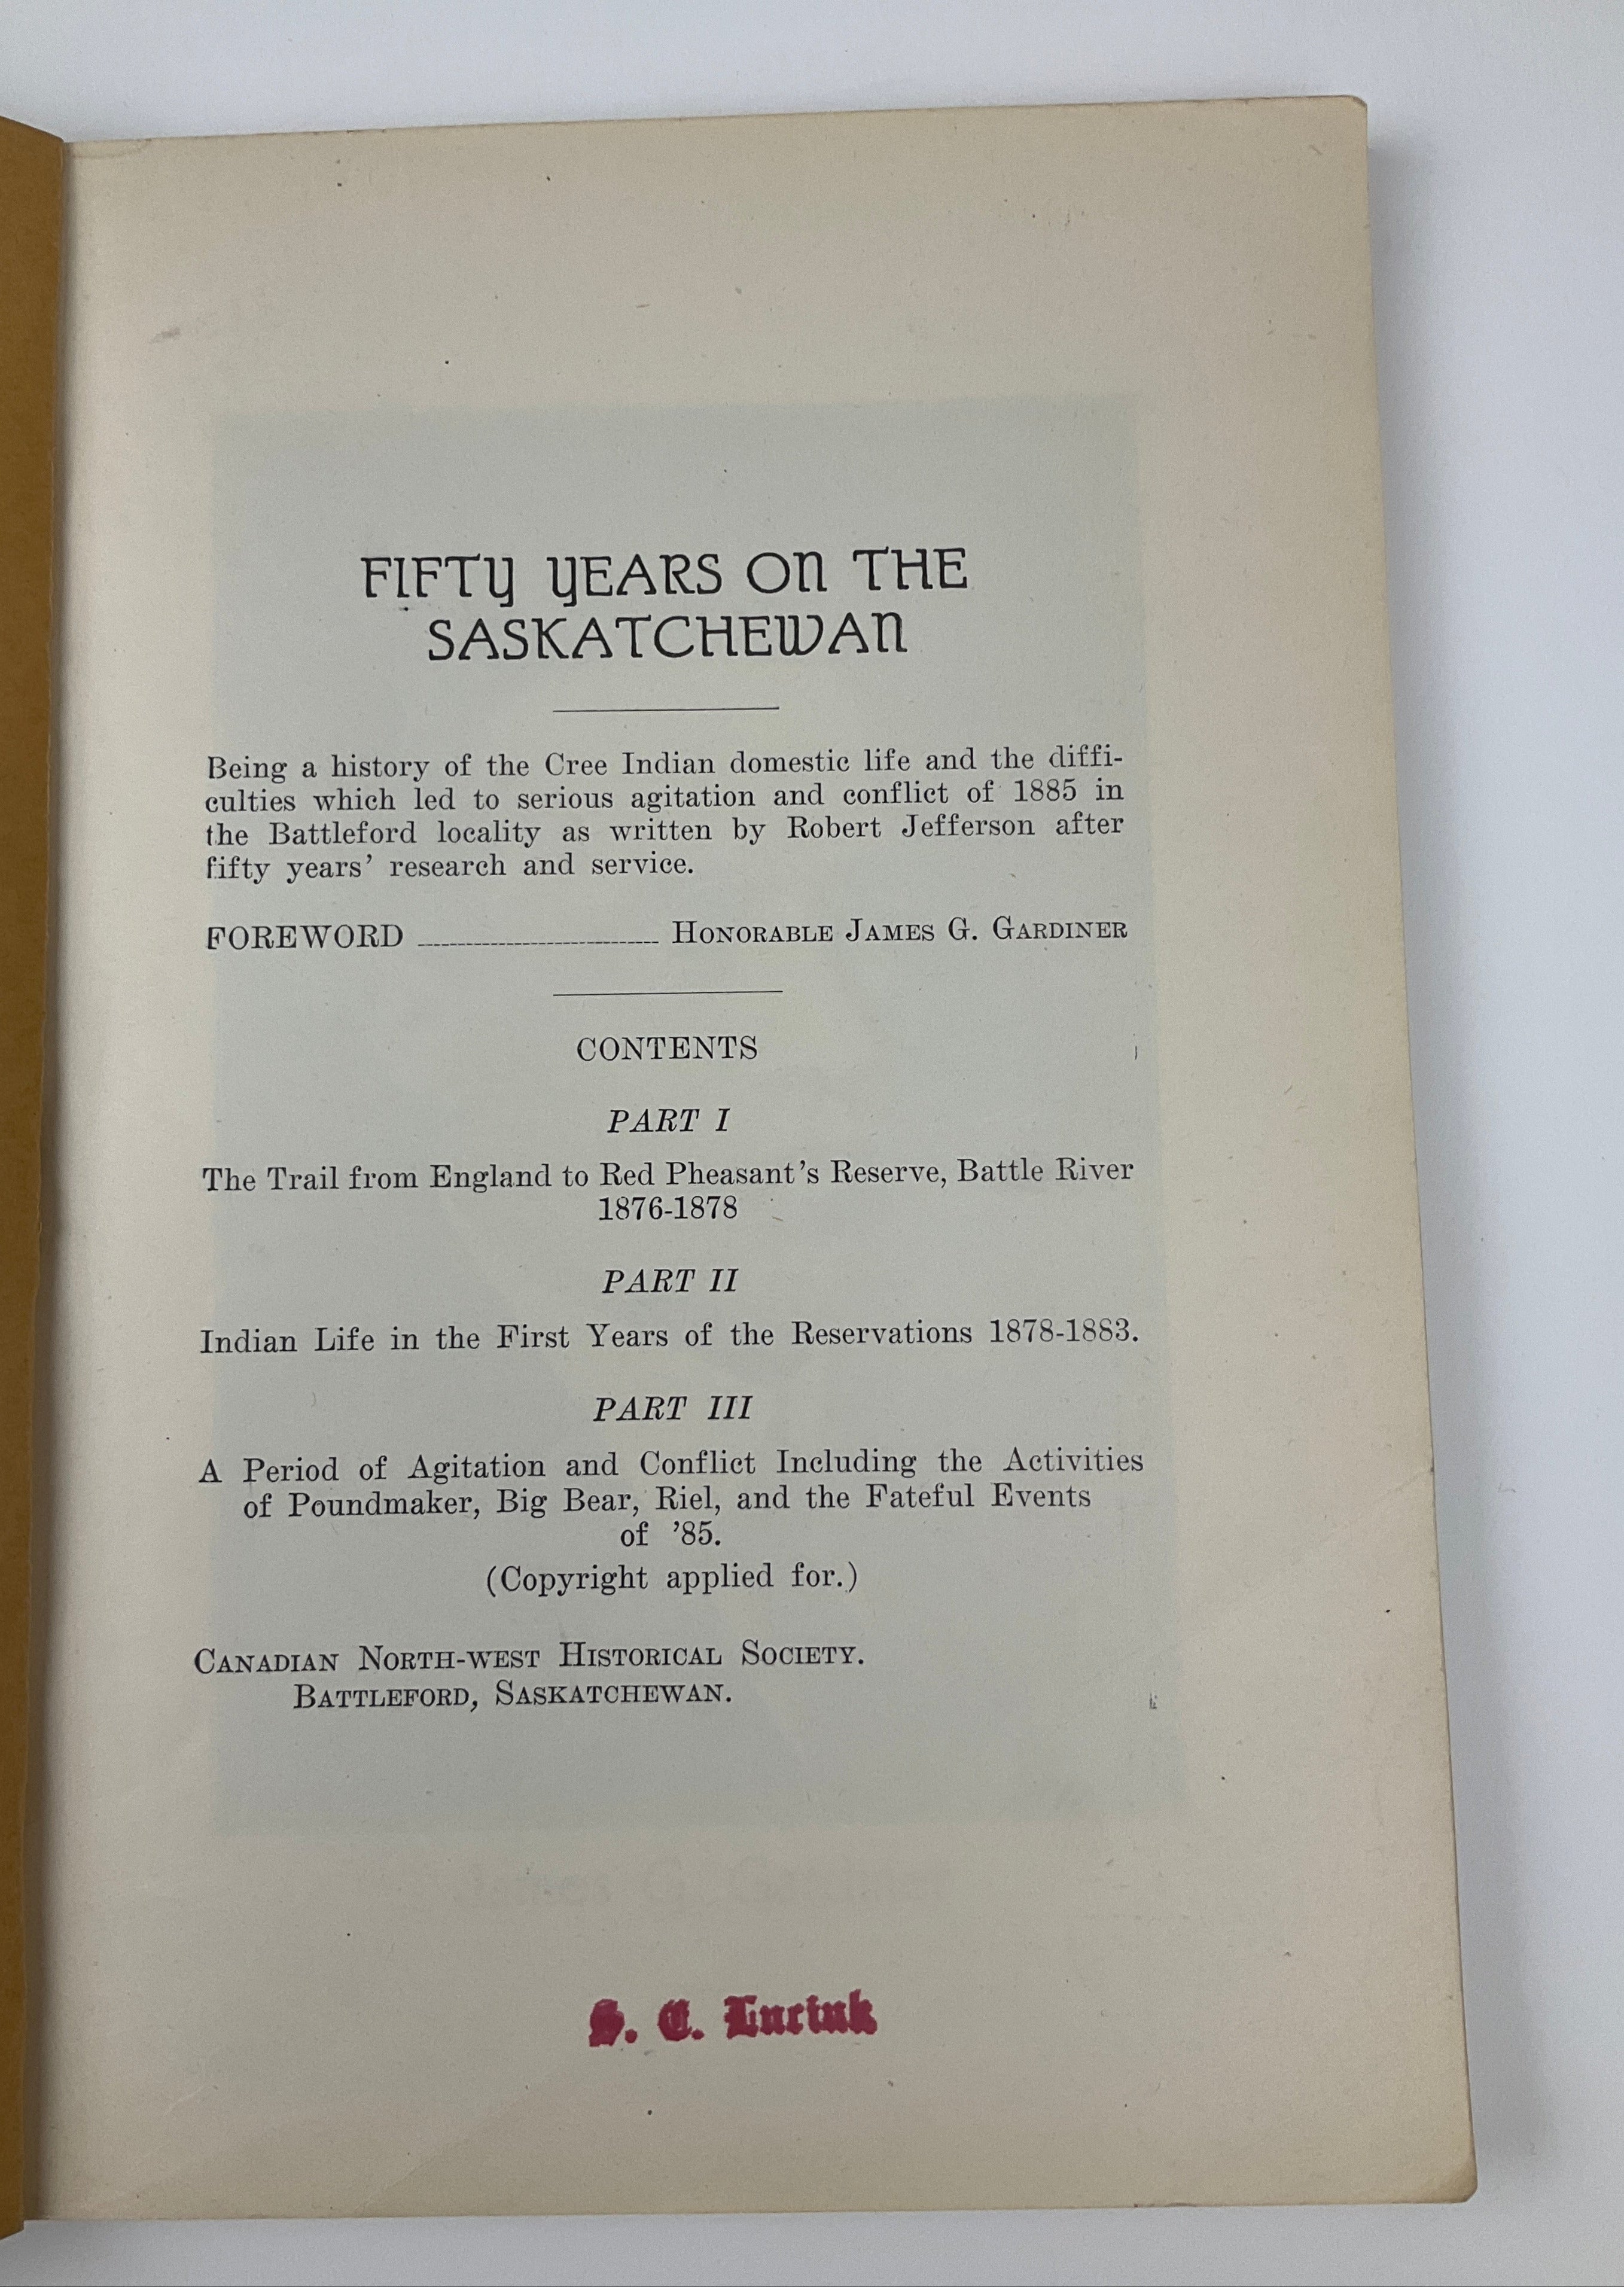 FIFTY YEARS ON THE
SASKATCHEWAN
Being a history of the Cree Indian domestic life and the diffi-
culties which led to serious agitation and conflict of 1885 in
the Battleford locality as written by Robert Jefferson after
fifty years' research and service.
FOREWORD HONORABLE JAMES G. GARDINER
CONTENTS
PART I
The Trail from England to Red Pheasant's Reserve, Battle River
1876-1878
PART II
Indian Life in the First Years of the Reservations 1878-1883.
PART III
A Period of Agitation and Conflict Including the Activities
of Poundmaker, Big Bear, Riel, and the Fateful Events
of '85.
(Copyright applied for.)
CANADIAN NORTH-WEST HISTORICAL SOCIETY.
BATTLEFORD, SASKATCHEWAN.
C. Luciuk